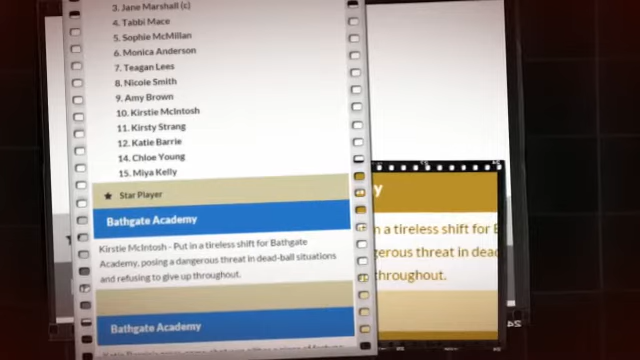 3. Jane Marshall (c)
4. Tabbi Mace
5. Sophie McMillan
6. Monica Anderson
7. Teagan Lees
8. Nicole Smith
9. Amy Brown
10. Kirstie McIntosh
11. Kirsty Strang
12. Katie Barrie
14. Chloe Young
15. Miya Kelly
★ Star Player
Bathgate Academy
Kirstie McIntosh - Put in a tireless shift for Bathgate
Academy, posing a dangerous threat in dead-ball situations
and refusing to give up throughout.
Bathgate Academy
y
n a tireless shift for B
gerous threat in dead
throughout.